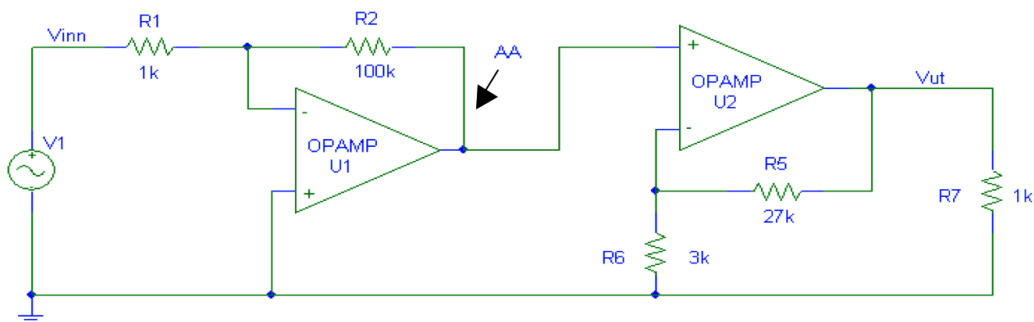 Vinn
R1
1k
R2
100k
AA
V1
+
-
-
OPAMP
U1
+
+
OPAMP
U2
-
Vut
R5
27k
R6
3k
R7
1k